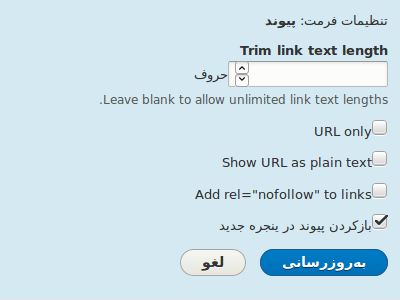 تنظیمات فرمت: پیوند
Trim link text length
حروف
Leave blank to allow unlimited link text lengths.
URL only
Show URL as plain text
Add rel="nofollow" to links
بازکردن پیوند در پنجره جدید
به‌روزرسانی لغو